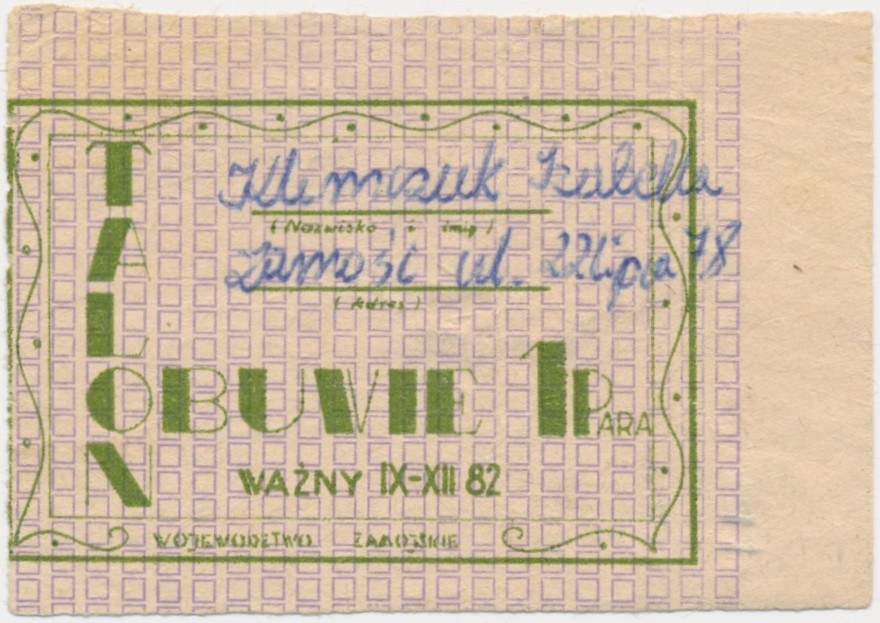 TALON
Klimczuk Izabella
(Nazwisko i imię)
Zamość ul. 22 lipca 78
(Adres)
OBUWIE 1 PARA
WAŻNY IX-XII 82
WOJEWÓDZTWO ZAMOJSKIE